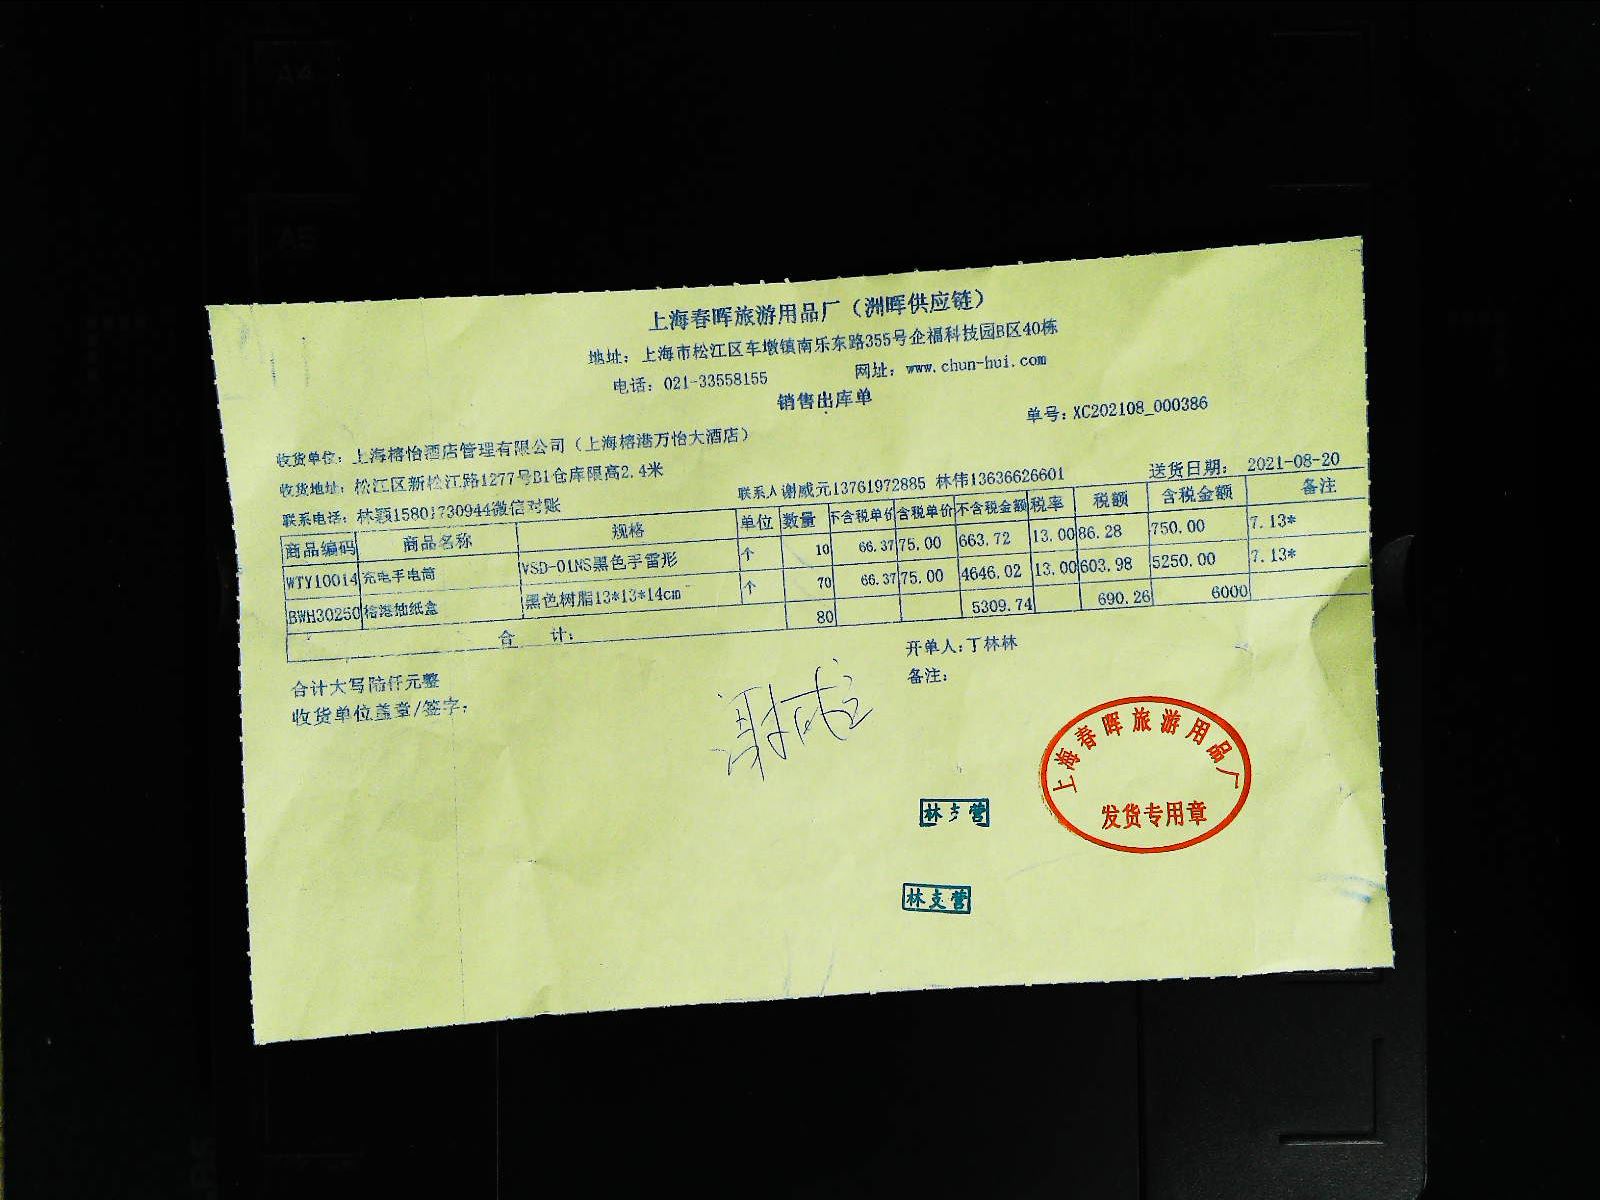 上海春晖旅游用品厂（洲晖供应链）
地址：上海市松江区车墩镇南乐东路355号企福科技园B区40栋
电话：021-33558155 网址：www.chun-hui.com
销售出库单
单号：XC202108_000386
收货单位：上海榕怡酒店管理有限公司（上海榕港万怡大酒店）
收货地址：松江区新松江路1277号B1仓库限高2.4米
联系人谢威元13761972885 林伟13636626601 送货日期： 2021-08-20
联系电话：林颖15801730944微信对账
商品编码 商品名称 规格 单位 数量 不含税单价 含税单价 不含税金额 税率 税额 含税金额 备注
WTY10014 充电手电筒 VSD-01NS黑色手雷形 个 10 66.37 75.00 663.72 13.00 86.28 750.00 7.13*
BWH30250 榕港抽纸盒 黑色树脂13*13*14cm 个 70 66.37 75.00 4646.02 13.00 603.98 5250.00 7.13*
合 计： 80 5309.74 690.26 6000
合计大写陆仟元整 开单人：丁林林
收货单位盖章/签字： 备注：
上海春晖旅游用品厂
发货专用章
林支营
林支营